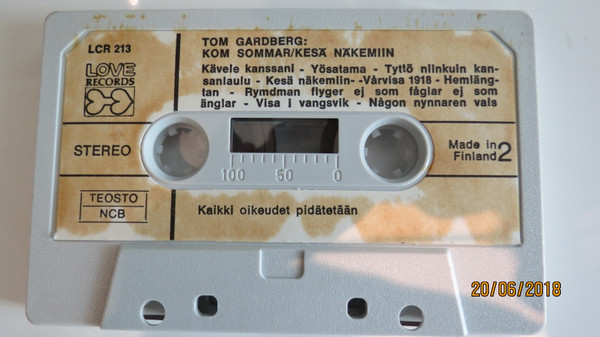 LCR 213
LOVE
RECORDS
TOM GARDBERG:
KOM SOMMAR/KESÄ NÄKEMIIN
Kävele kanssani - Yösatama - Tyttö niinkuin kan-
sanlaulu - Kesä näkemiin- -Vårvisa 1918 - Hemläng-
tan - Rymdman flyger ej som fåglar ej som
änglar - Visa i vangsvik - Någon nynnaren vals
STEREO
100 50 0
Made in
Finland 2
TEOSTO
NCB
Kaikki oikeudet pidätetään
20/06/2018